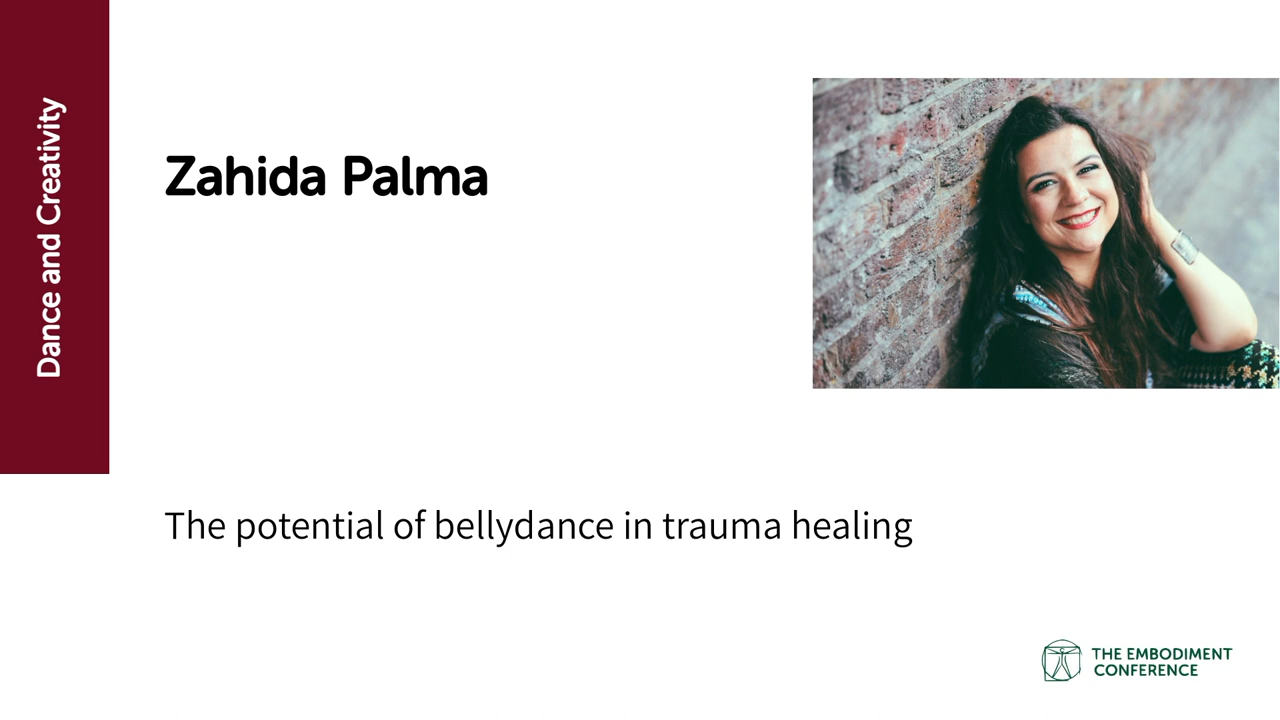 Dance and Creativity
Zahida Palma
The potential of bellydance in trauma healing
THE EMBODIMENT
CONFERENCE